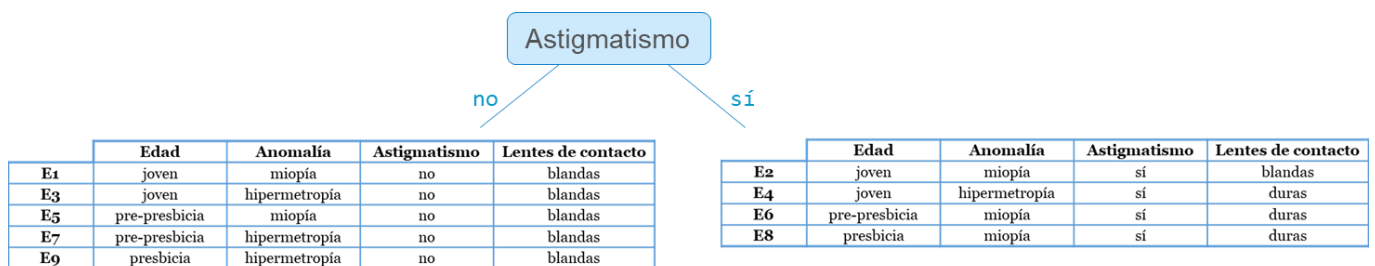 Astigmatismo
no
sí
Edad Anomalía Astigmatismo Lentes de contacto
E1 joven miopía no blandas
E3 joven hipermetropía no blandas
E5 pre-presbicia miopía no blandas
E7 pre-presbicia hipermetropía no blandas
E9 presbicia hipermetropía no blandas
Edad Anomalía Astigmatismo Lentes de contacto
E2 joven miopía sí blandas
E4 joven hipermetropía sí duras
E6 pre-presbicia miopía sí duras
E8 presbicia miopía sí duras